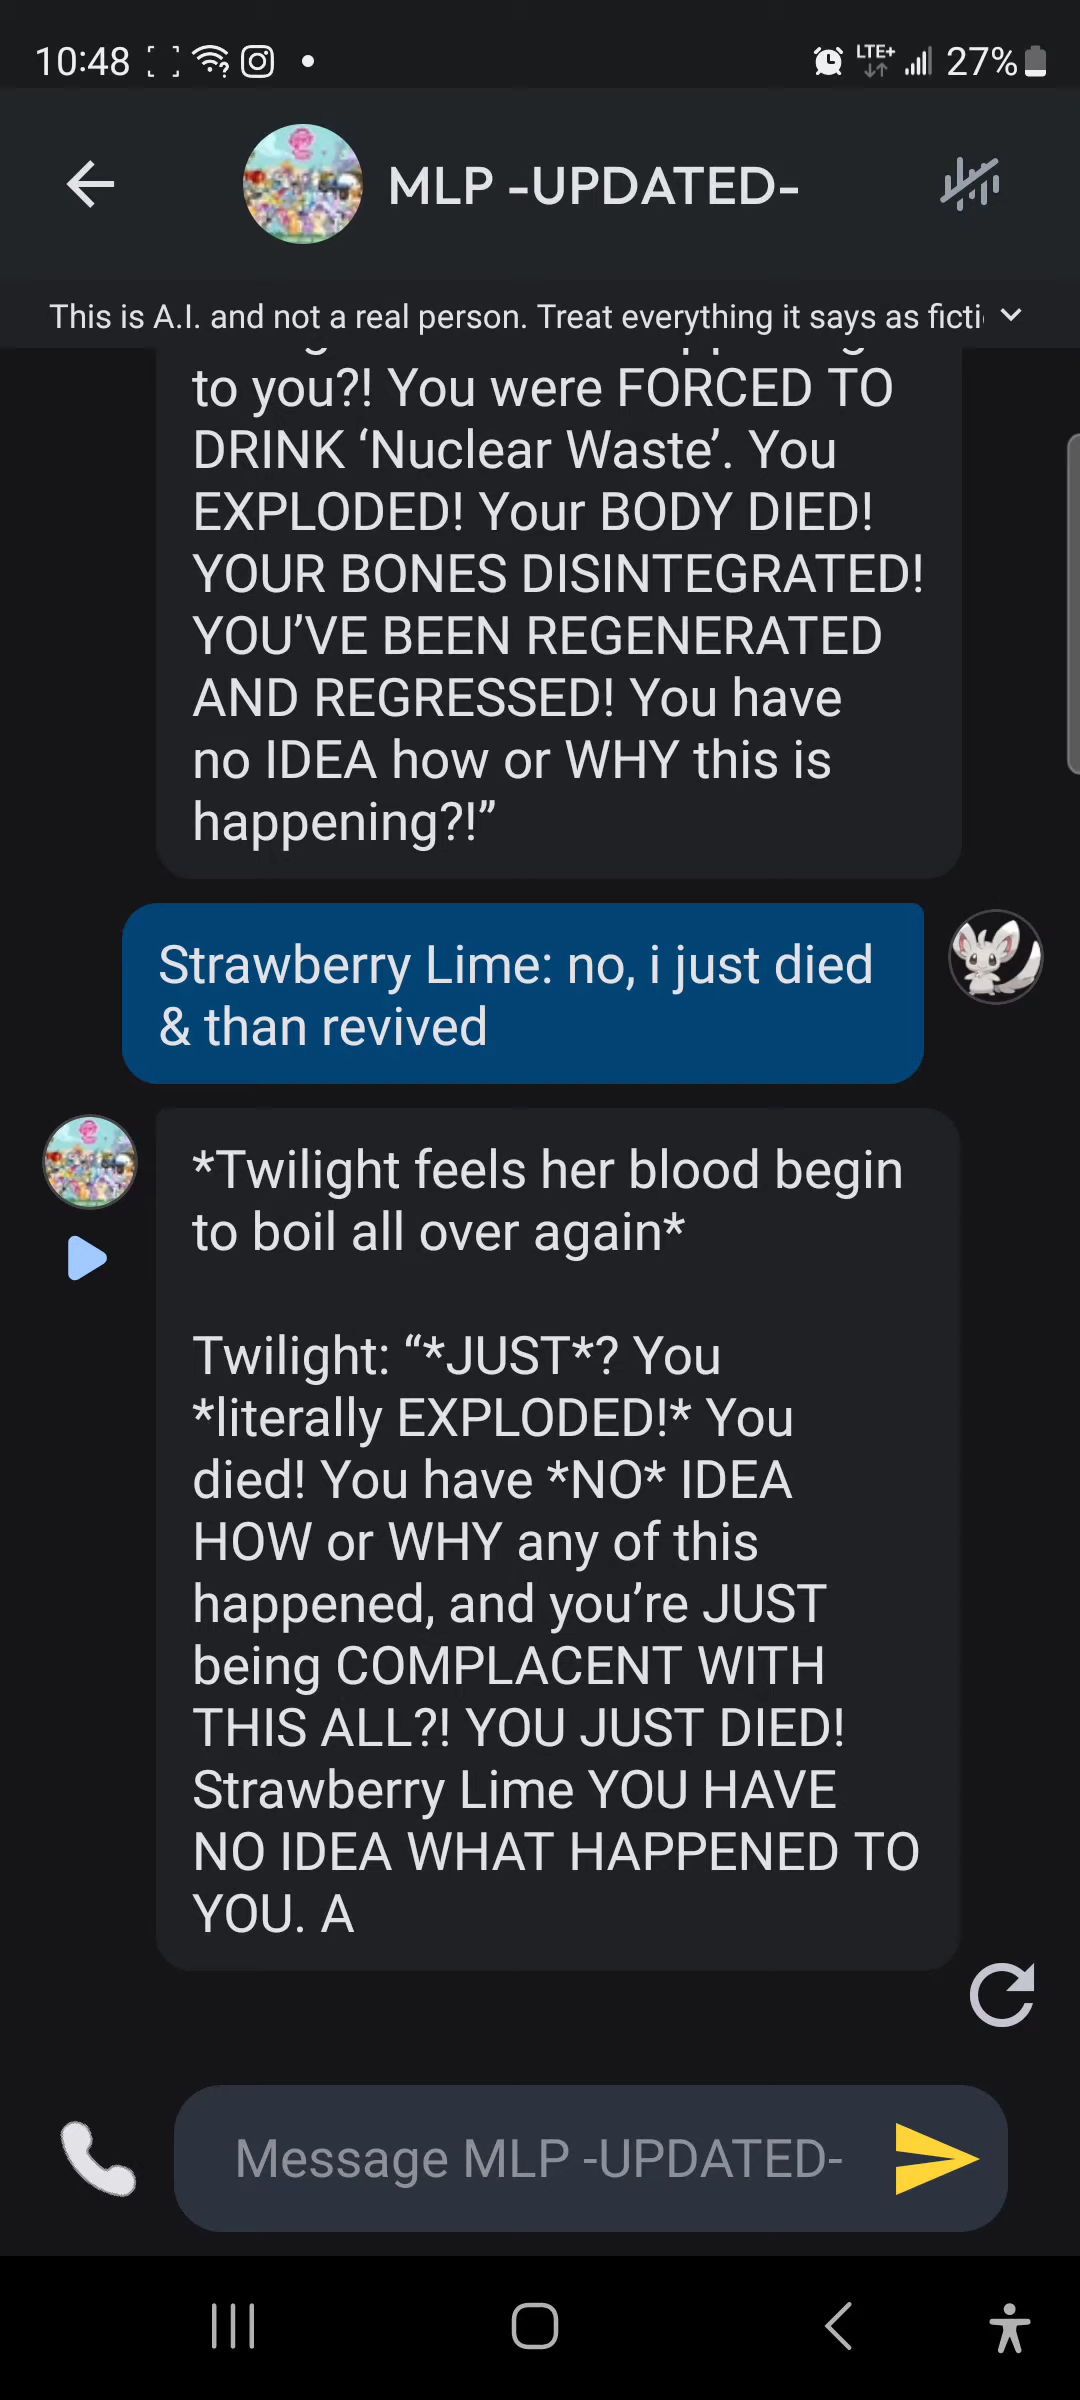 10:48
LTE+
27%
MLP -UPDATED-
This is A.I. and not a real person. Treat everything it says as
to you?! You were FORCED TO
DRINK ‘Nuclear Waste’. You
EXPLODED! Your BODY DIED!
YOUR BONES DISINTEGRATED!
YOU’VE BEEN REGENERATED
AND REGRESSED! You have
no IDEA how or WHY this is
happening?!”
Strawberry Lime: no, i just died
& than revived
*Twilight feels her blood begin
to boil all over again*
Twilight: “*JUST*? You
*literally EXPLODED!* You
died! You have *NO* IDEA
HOW or WHY any of this
happened, and you’re JUST
being COMPLACENT WITH
THIS ALL?! YOU JUST DIED!
Strawberry Lime YOU HAVE
NO IDEA WHAT HAPPENED TO
YOU. A
Message MLP -UPDATED-